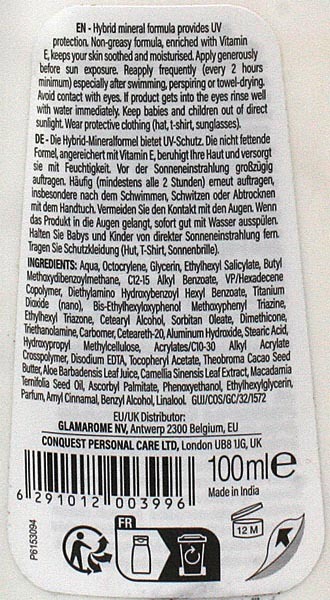 EN - Hybrid mineral formula provides UV
protection. Non-greasy formula, enriched with Vitamin
E, keeps your skin soothed and moisturised. Apply generously
before sun exposure. Reapply frequently (every 2 hours
minimum) especially after swimming, perspiring or towel-drying.
Avoid contact with eyes. If product gets into the eyes rinse well
with water immediately. Keep babies and children out of direct
sunlight. Wear protective clothing (hat, t-shirt, sunglasses).
DE - Die Hybrid-Mineralformel bietet UV-Schutz. Die nicht fettende
Formel, angereichert mit Vitamin E, beruhigt Ihre Haut und versorgt
sie mit Feuchtigkeit. Vor der Sonneneinstrahlung großzügig
auftragen. Häufig (mindestens alle 2 Stunden) erneut auftragen,
insbesondere nach dem Schwimmen, Schwitzen oder Abtrocknen
mit dem Handtuch. Vermeiden Sie den Kontakt mit den Augen. Wenn
das Produkt in die Augen gelangt, sofort gut mit Wasser ausspülen.
Halten Sie Babys und Kinder von direkter Sonneneinstrahlung fern.
Tragen Sie Schutzkleidung (Hut, T-Shirt, Sonnenbrille).
INGREDIENTS: Aqua, Octocrylene, Glycerin, Ethylhexyl Salicylate, Butyl
Methoxydibenzoylmethane, C12-15 Alkyl Benzoate, VP/Hexadecene
Copolymer, Diethylamino Hydroxybenzoyl Hexyl Benzoate, Titanium
Dioxide (nano), Bis-Ethylhexyloxyphenol Methoxyphenyl Triazine,
Ethylhexyl Triazone, Cetearyl Alcohol, Sorbitan Oleate, Dimethicone,
Triethanolamine, Carbomer, Ceteareth-20, Aluminum Hydroxide, Stearic Acid,
Hydroxypropyl Methylcellulose, Acrylates/C10-30 Alkyl Acrylate
Crosspolymer, Disodium EDTA, Tocopheryl Acetate, Theobroma Cacao Seed
Butter, Aloe Barbadensis Leaf Juice, Camellia Sinensis Leaf Extract, Macadamia
Ternifolia Seed Oil, Ascorbyl Palmitate, Phenoxyethanol, Ethylhexylglycerin,
Parfum, Amyl Cinnamal, Benzyl Alcohol, Linalool GUJ/COS/GC/32/1572
EU/UK Distributor:
GLAMAROME NV, Antwerp 2300 Belgium, EU
CONQUEST PERSONAL CARE LTD, London UB8 UG, UK
100ml℮
Made in India
6 291012 003996
P6153094
FR
12 M